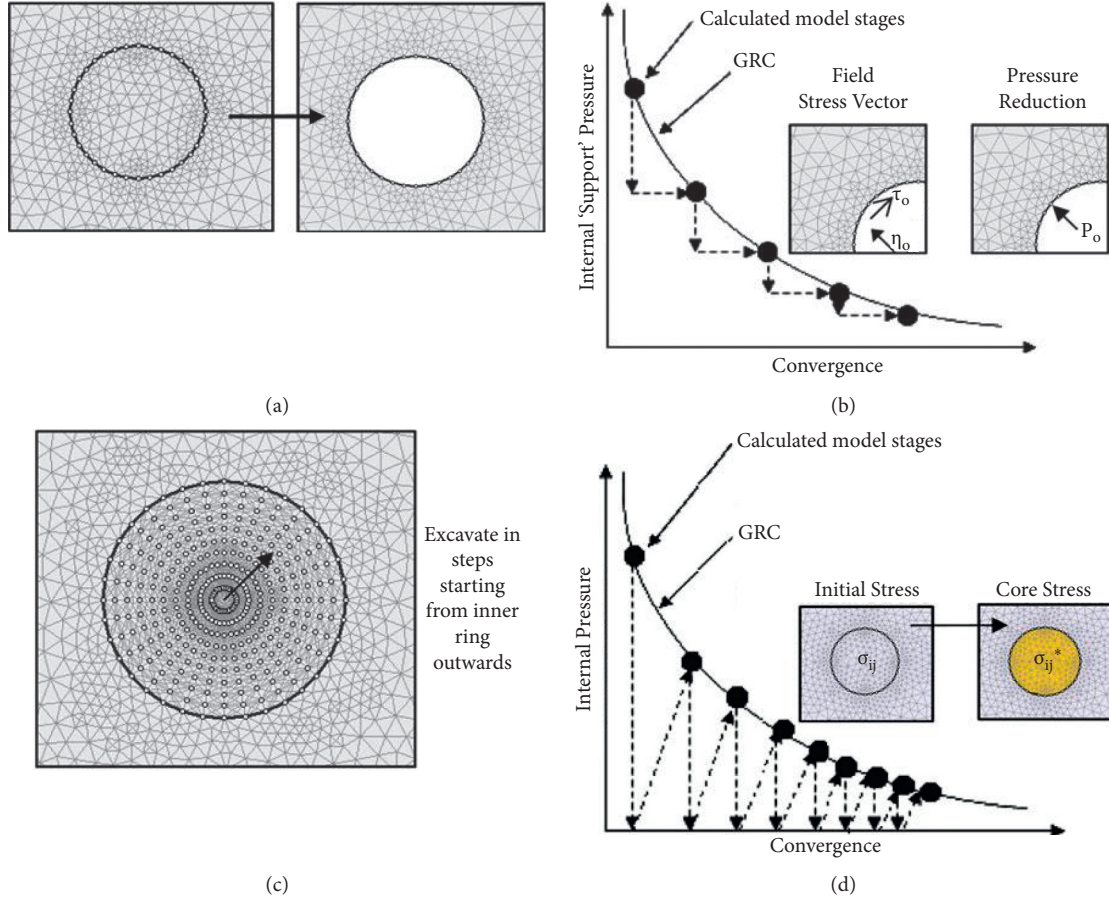 Calculated model stages
GRC
Field
Stress Vector
Pressure
Reduction
τo
ηo
Po
Internal ‘Support’ Pressure
Convergence
(a)
(b)
Excavate in
steps
starting
from inner
ring
outwards
Calculated model stages
GRC
Initial Stress
Core Stress
σij
σij*
Internal Pressure
Convergence
(c)
(d)